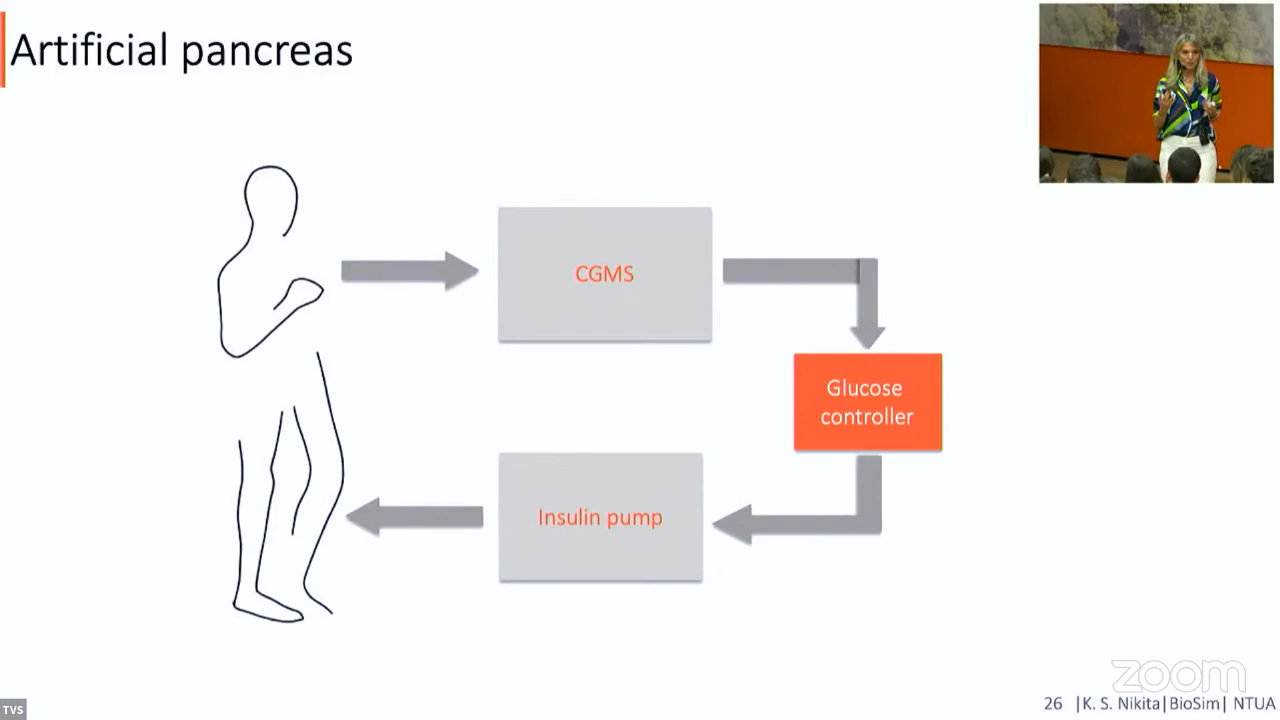 Artificial pancreas
CGMS
Glucose
controller
Insulin pump
zoom
26 |K. S. Nikita|BioSim| NTUA
TVS